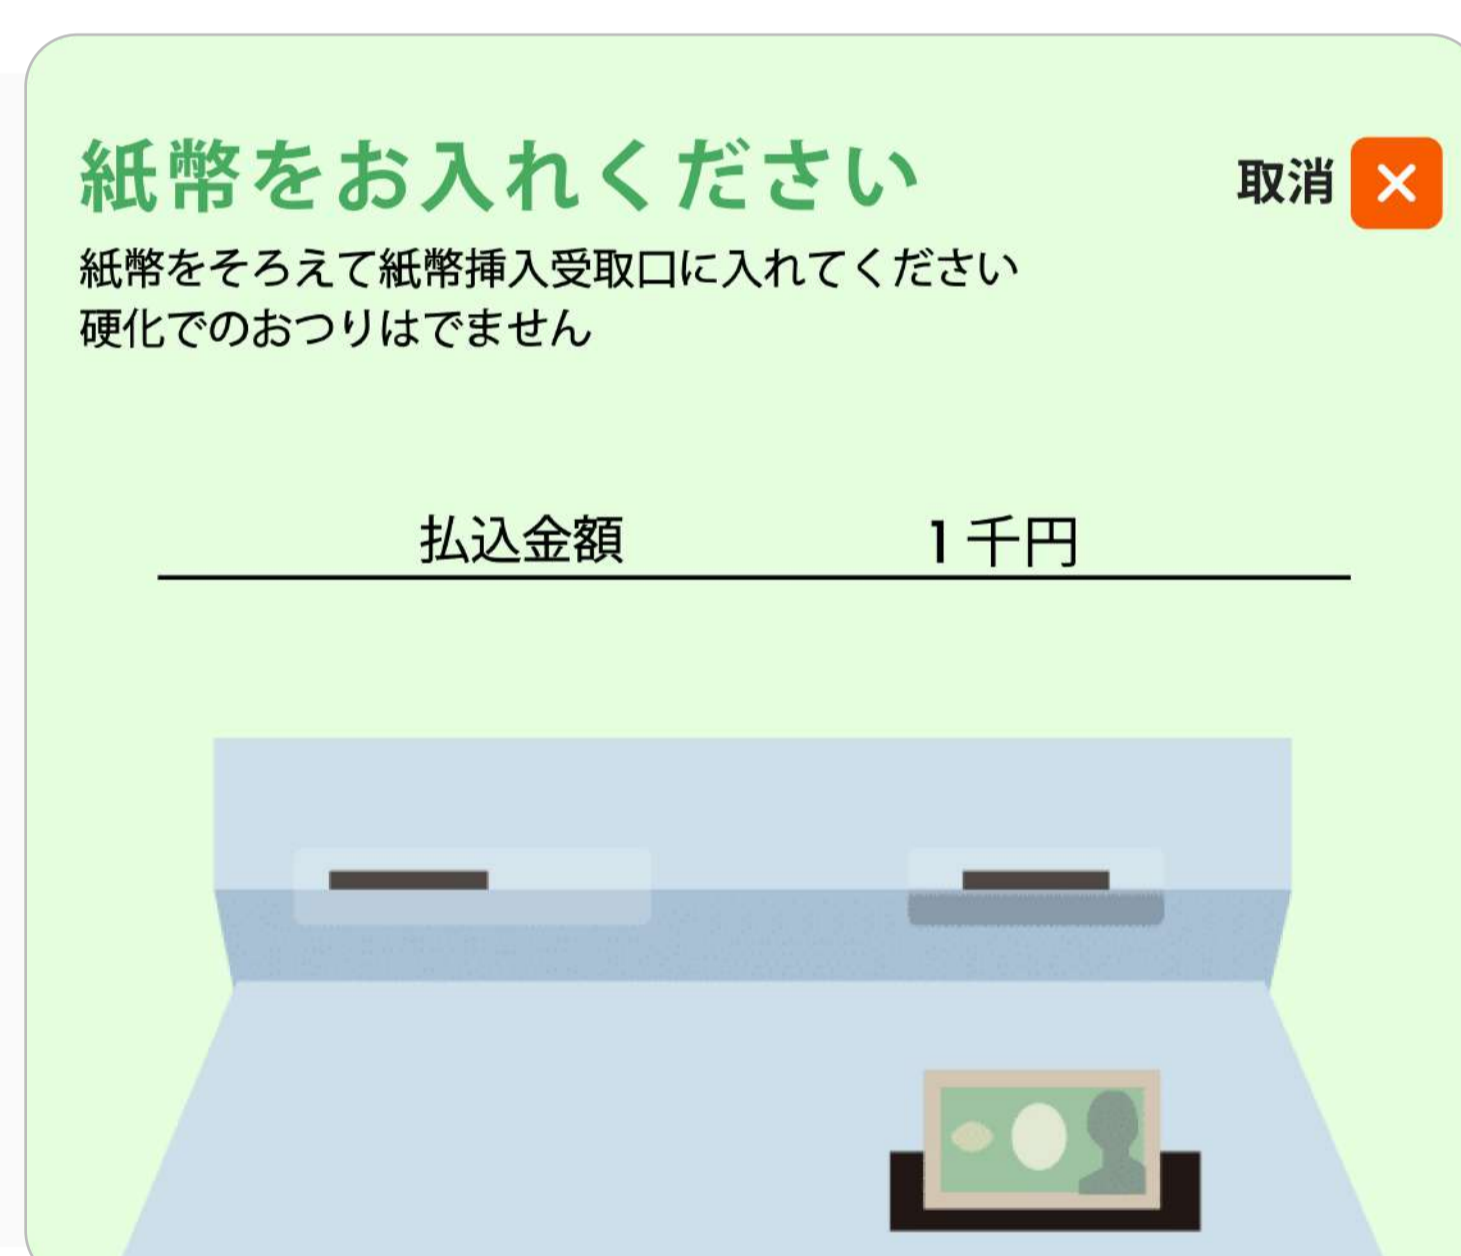 紙幣をお入れください
取消
紙幣をそろえて紙幣挿入受取口に入れてください
硬化でのおつりはでません
払込金額 1千円